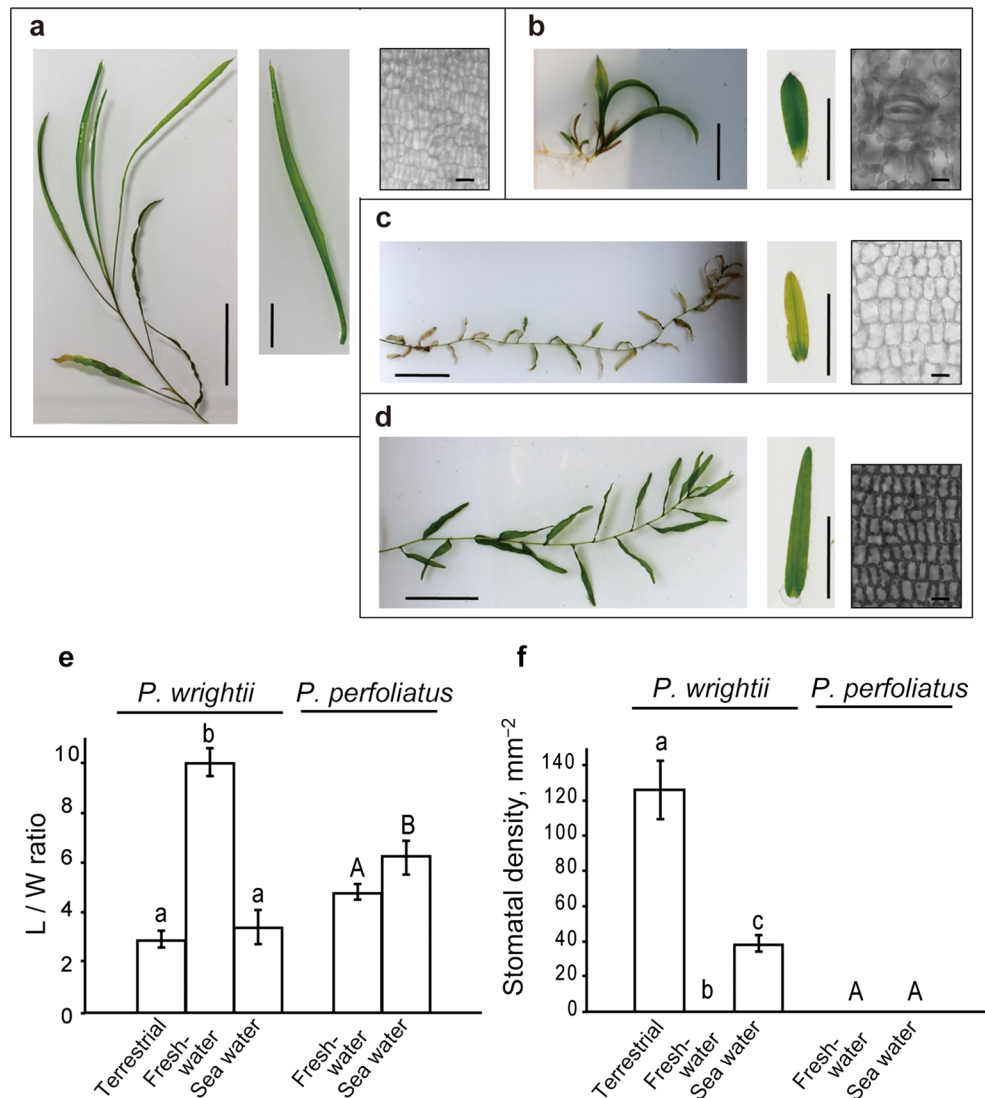 a
b
c
d
e
P. wrightii
P. perfoliatus
L / W ratio
10
8
6
4
2
0
a
b
a
A
B
Terrestrial
Fresh-
water
Sea water
Fresh-
water
Sea water
f
P. wrightii
P. perfoliatus
Stomatal density, mm⁻²
140
120
100
80
60
40
20
0
a
b
c
A
A
Terrestrial
Fresh-
water
Sea water
Fresh-
water
Sea water